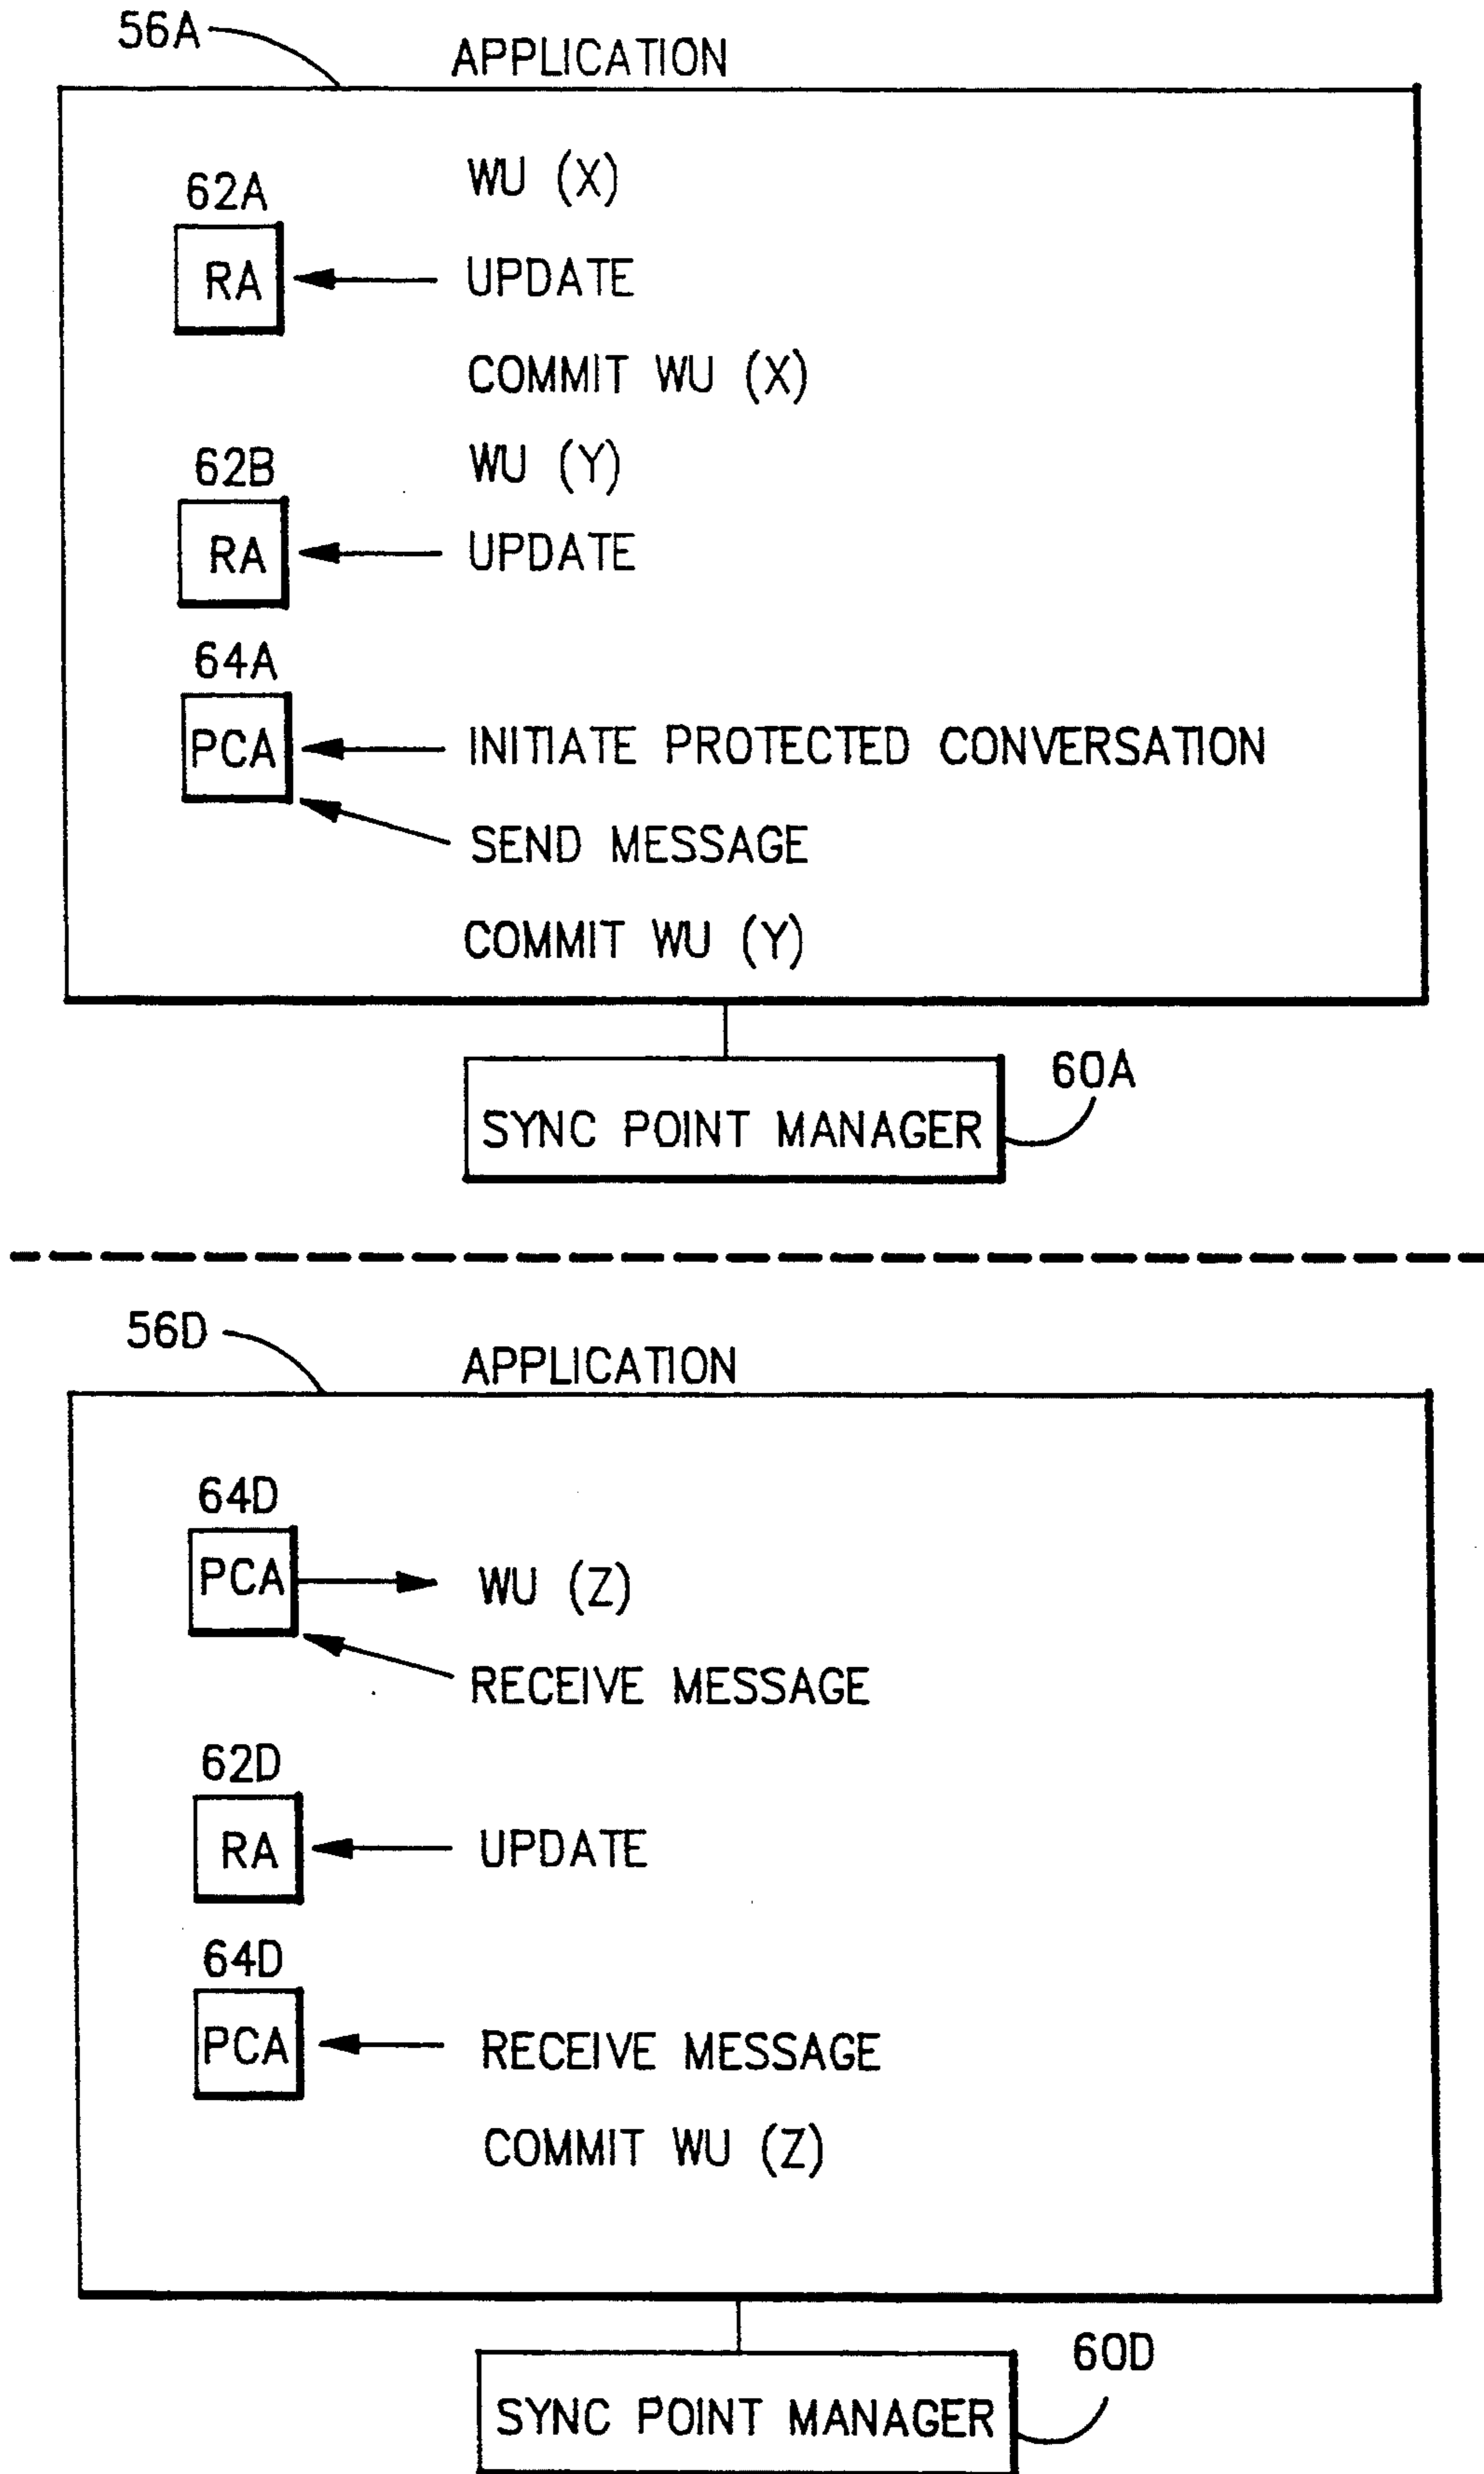 56A
APPLICATION
WU (X)
62A
RA
UPDATE
COMMIT WU (X)
WU (Y)
62B
RA
UPDATE
64A
PCA
INITIATE PROTECTED CONVERSATION
SEND MESSAGE
COMMIT WU (Y)
60A
SYNC POINT MANAGER
56D
APPLICATION
64D
PCA
WU (Z)
RECEIVE MESSAGE
62D
RA
UPDATE
64D
PCA
RECEIVE MESSAGE
COMMIT WU (Z)
60D
SYNC POINT MANAGER